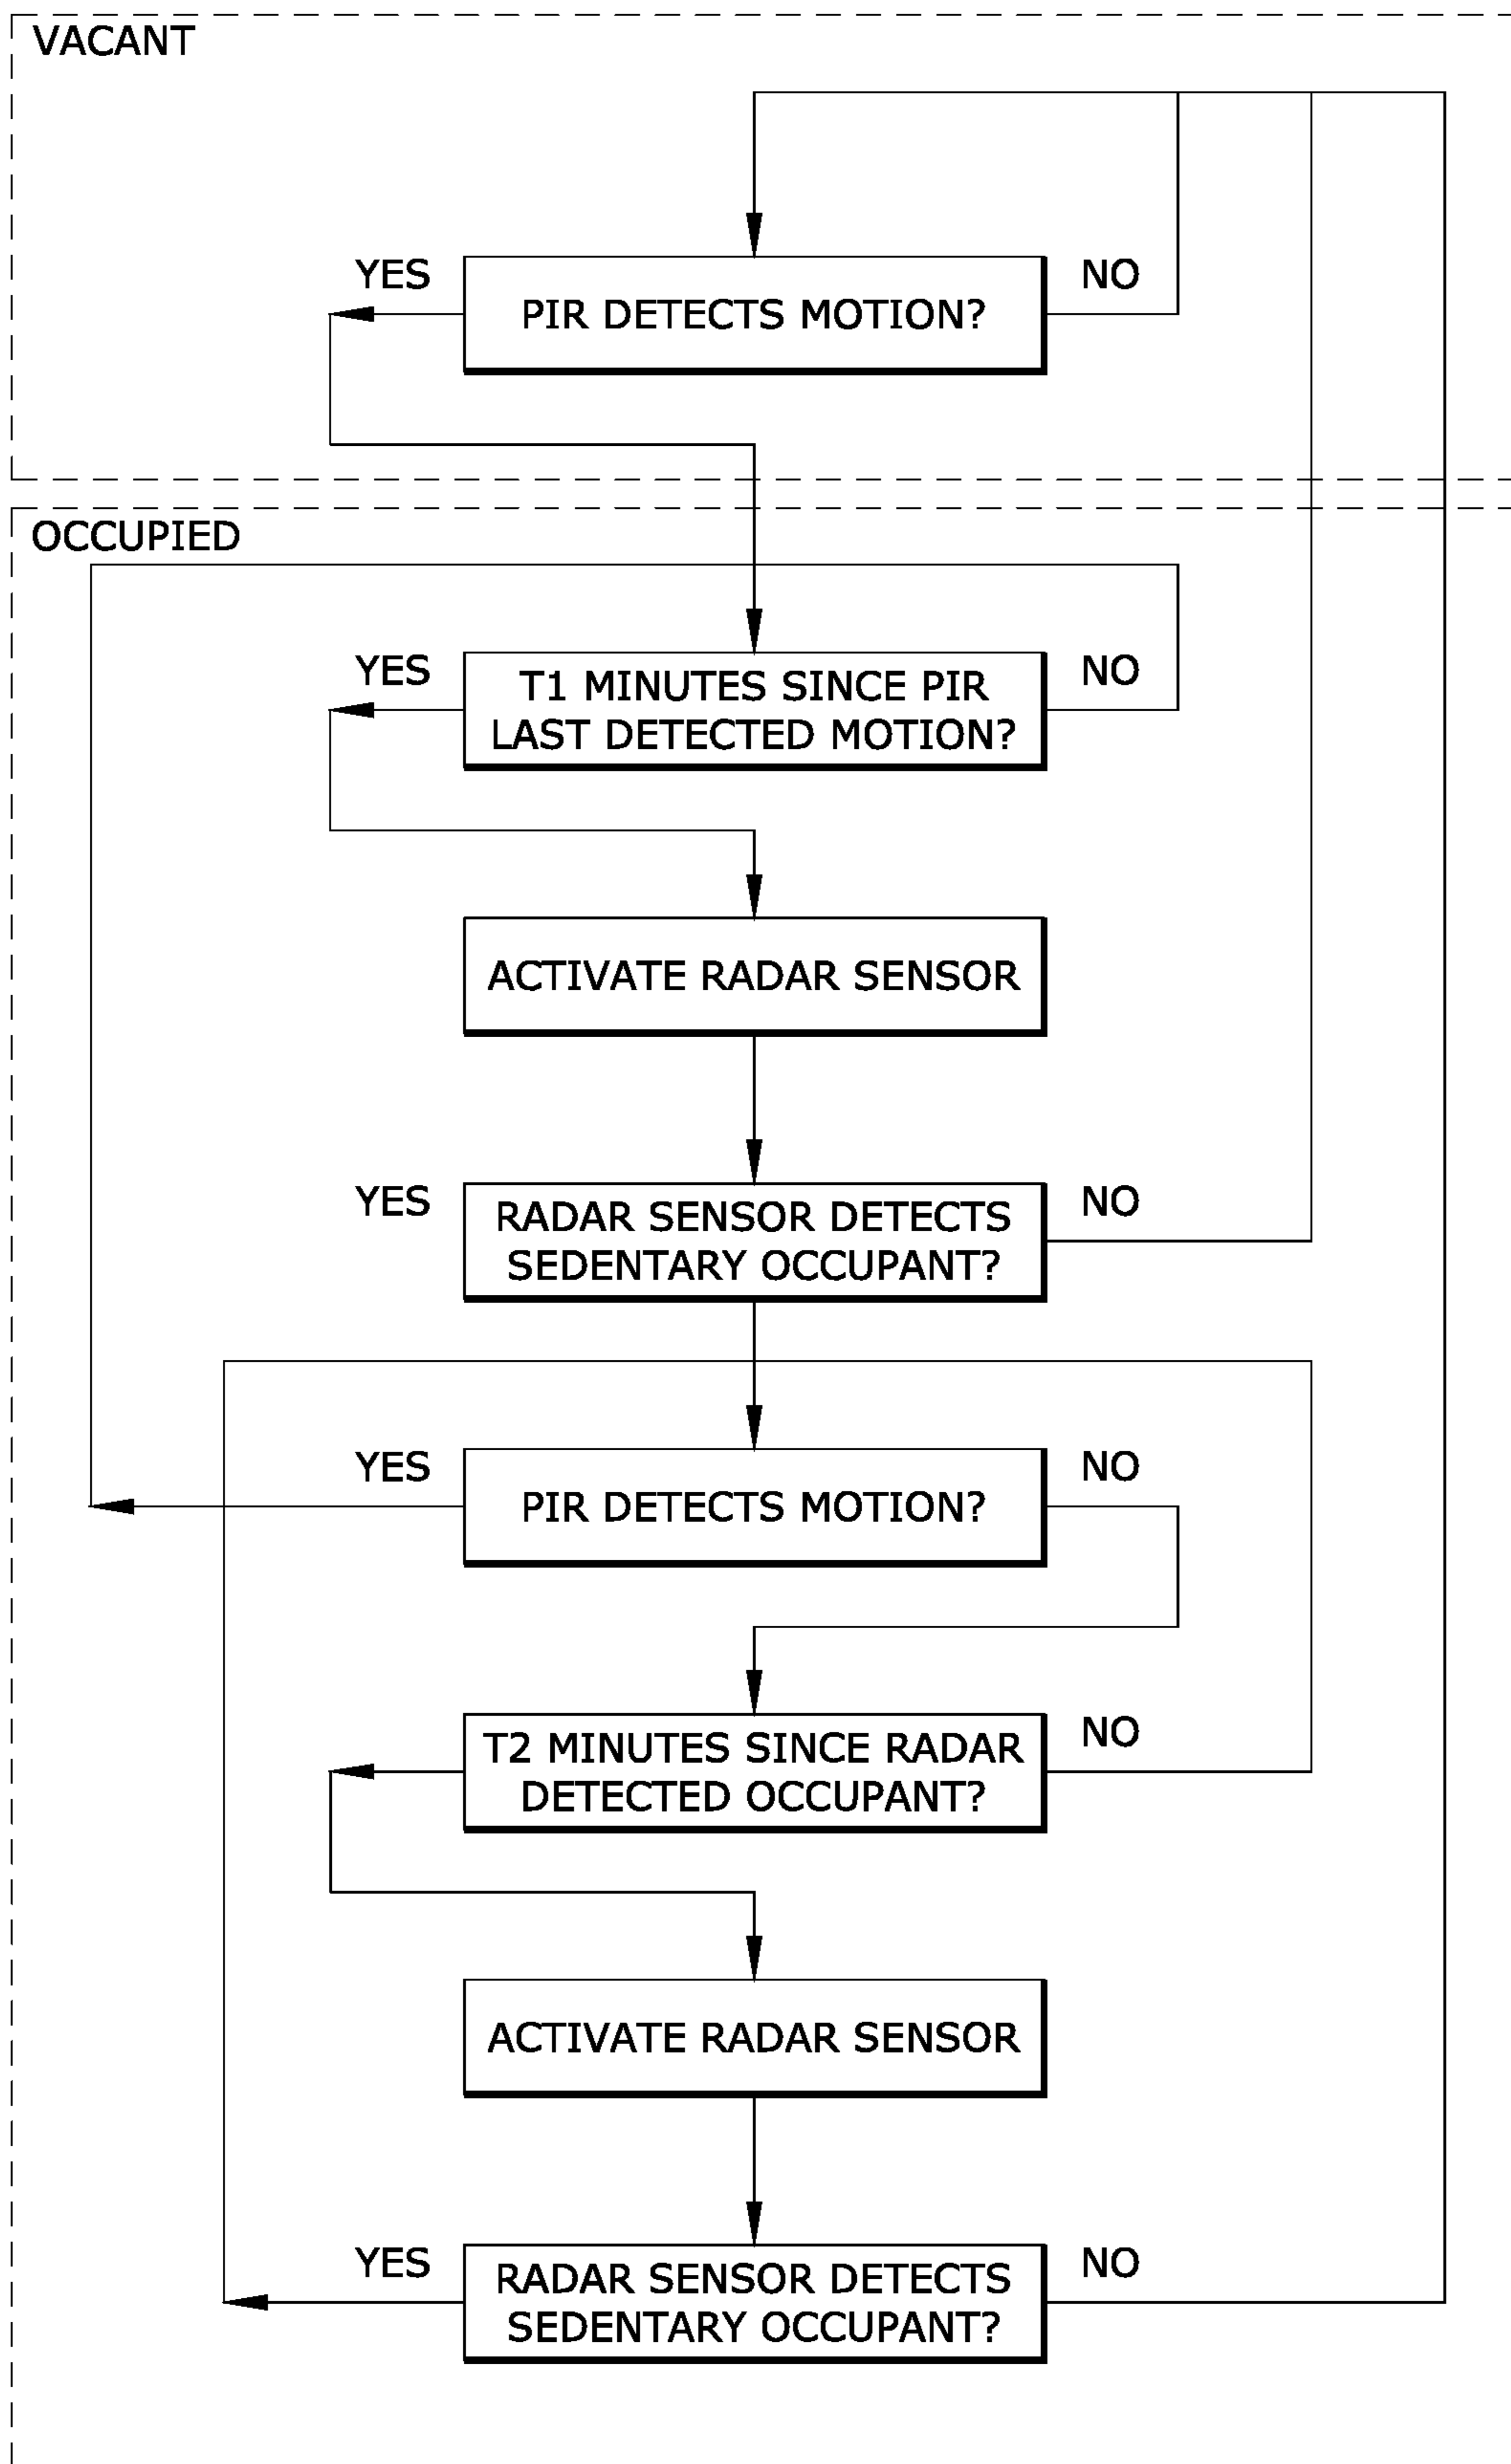 VACANT
YES
PIR DETECTS MOTION?
NO
OCCUPIED
YES
T1 MINUTES SINCE PIR
LAST DETECTED MOTION?
NO
ACTIVATE RADAR SENSOR
YES
RADAR SENSOR DETECTS
SEDENTARY OCCUPANT?
NO
YES
PIR DETECTS MOTION?
NO
T2 MINUTES SINCE RADAR
DETECTED OCCUPANT?
NO
ACTIVATE RADAR SENSOR
YES
RADAR SENSOR DETECTS
SEDENTARY OCCUPANT?
NO